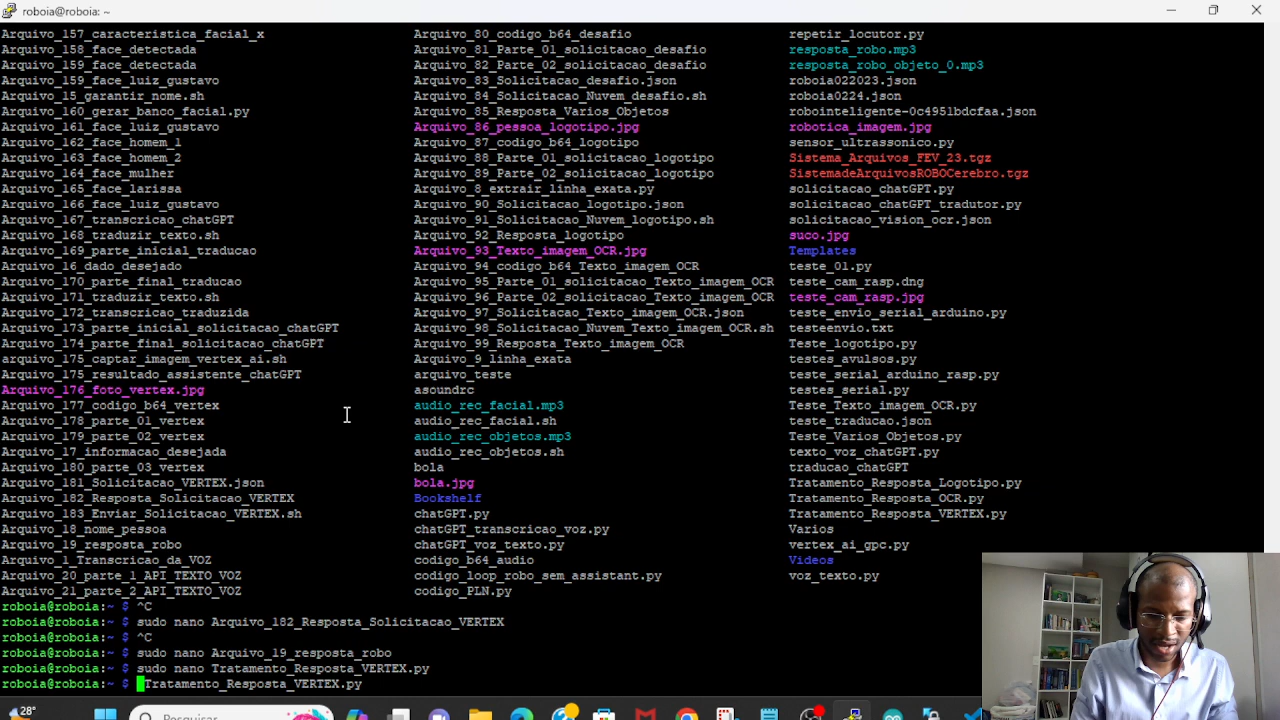 roboia@roboia: ~
Arquivo_157_caracteristica_facial_x
Arquivo_158_face_detectada
Arquivo_159_face_detectada
Arquivo_159_face_luiz_gustavo
Arquivo_15_garantir_nome.sh
Arquivo_160_gerar_banco_facial.py
Arquivo_161_face_luiz_gustavo
Arquivo_162_face_homem_1
Arquivo_163_face_homem_2
Arquivo_164_face_mulher
Arquivo_165_face_larissa
Arquivo_166_face_luiz_gustavo
Arquivo_167_transcricao_chatGPT
Arquivo_168_traduzir_texto.sh
Arquivo_169_parte_inicial_traducao
Arquivo_16_dado_desejado
Arquivo_170_parte_final_traducao
Arquivo_171_traduzir_texto.sh
Arquivo_172_transcricao_traduzida
Arquivo_173_parte_inicial_solicitacao_chatGPT
Arquivo_174_parte_final_solicitacao_chatGPT
arquivo_175_captar_imagem_vertex_ai.sh
Arquivo_175_resultado_assistente_chatGPT
Arquivo_176_foto_vertex.jpg
Arquivo_177_codigo_b64_vertex
Arquivo_178_parte_01_vertex
Arquivo_179_parte_02_vertex
Arquivo_17_informacao_desejada
Arquivo_180_parte_03_vertex
Arquivo_181_Solicitacao_VERTEX.json
Arquivo_182_Resposta_Solicitacao_VERTEX
Arquivo_183_Enviar_Solicitacao_VERTEX.sh
Arquivo_18_nome_pessoa
Arquivo_19_resposta_robo
Arquivo_1_Transcricao_da_VOZ
Arquivo_20_parte_1_API_TEXTO_VOZ
Arquivo_21_parte_2_API_TEXTO_VOZ
Arquivo_80_codigo_b64_desafio
Arquivo_81_Parte_01_solicitacao_desafio
Arquivo_82_Parte_02_solicitacao_desafio
Arquivo_83_Solicitacao_desafio.json
Arquivo_84_Solicitacao_Nuvem_desafio.sh
Arquivo_85_Resposta_Varios_Objetos
Arquivo_86_pessoa_logotipo.jpg
Arquivo_87_codigo_b64_logotipo
Arquivo_88_Parte_01_solicitacao_logotipo
Arquivo_89_Parte_02_solicitacao_logotipo
Arquivo_8_extrair_linha_exata.py
Arquivo_90_Solicitacao_logotipo.json
Arquivo_91_Solicitacao_Nuvem_logotipo.sh
Arquivo_92_Resposta_logotipo
Arquivo_93_Texto_imagem_OCR.jpg
Arquivo_94_codigo_b64_Texto_imagem_OCR
Arquivo_95_Parte_01_solicitacao_Texto_imagem_OCR
Arquivo_96_Parte_02_solicitacao_Texto_imagem_OCR
Arquivo_97_Solicitacao_Texto_imagem_OCR.json
Arquivo_98_Solicitacao_Nuvem_Texto_imagem_OCR.sh
Arquivo_99_Resposta_Texto_imagem_OCR
Arquivo_9_linha_exata
arquivo_teste
asoundrc
audio_rec_facial.mp3
audio_rec_facial.sh
audio_rec_objetos.mp3
audio_rec_objetos.sh
bola
bola.jpg
Bookshelf
chatGPT.py
chatGPT_transcricao_voz.py
chatGPT_voz_texto.py
codigo_b64_audio
codigo_loop_robo_sem_assistant.py
codigo_PLN.py
repetir_locutor.py
resposta_robo.mp3
resposta_robo_objeto_0.mp3
roboia022023.json
roboia0224.json
robointeligente-0c4951bdcfaa.json
robotica_imagem.jpg
sensor_ultrassonico.py
Sistema_Arquivos_FEV_23.tgz
SistemadeArquivosROBOCerebro.tgz
solicitacao_chatGPT.py
solicitacao_chatGPT_tradutor.py
solicitacao_vision_ocr.json
suco.jpg
Templates
teste_01.py
teste_cam_rasp.dng
teste_cam_rasp.jpg
teste_envio_serial_arduino.py
testeenvio.txt
Teste_logotipo.py
testes_avulsos.py
teste_serial_arduino_rasp.py
testes_serial.py
Teste_Texto_imagem_OCR.py
teste_traducao.json
Teste_Varios_Objetos.py
texto_voz_chatGPT.py
traducao_chatGPT
Tratamento_Resposta_Logotipo.py
Tratamento_Resposta_OCR.py
Tratamento_Resposta_VERTEX.py
Varios
vertex_ai_gpc.py
Videos
voz_texto.py
roboia@roboia:~ $ ^C
roboia@roboia:~ $ sudo nano Arquivo_182_Resposta_Solicitacao_VERTEX
roboia@roboia:~ $ ^C
roboia@roboia:~ $ sudo nano Arquivo_19_resposta_robo
roboia@roboia:~ $ sudo nano Tratamento_Resposta_VERTEX.py
roboia@roboia:~ $ Tratamento_Resposta_VERTEX.py
28°
Pesquisar